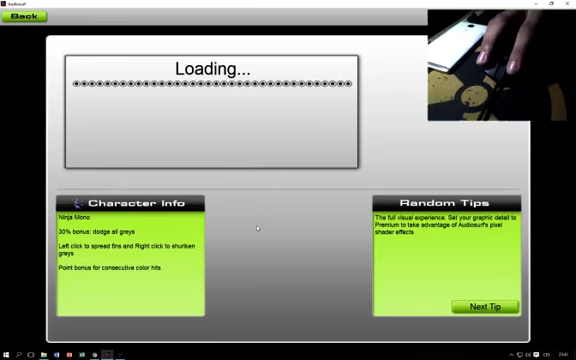 Audiosurf
Back
Loading...
Character Info
Ninja Mono
30% bonus: dodge all greys
Left click to spread fins and Right click to shuriken
greys
Point bonus for consecutive color hits
Random Tips
The full visual experience. Set your graphic detail to
Premium to take advantage of Audiosurf's pixel
shader effects
Next Tip